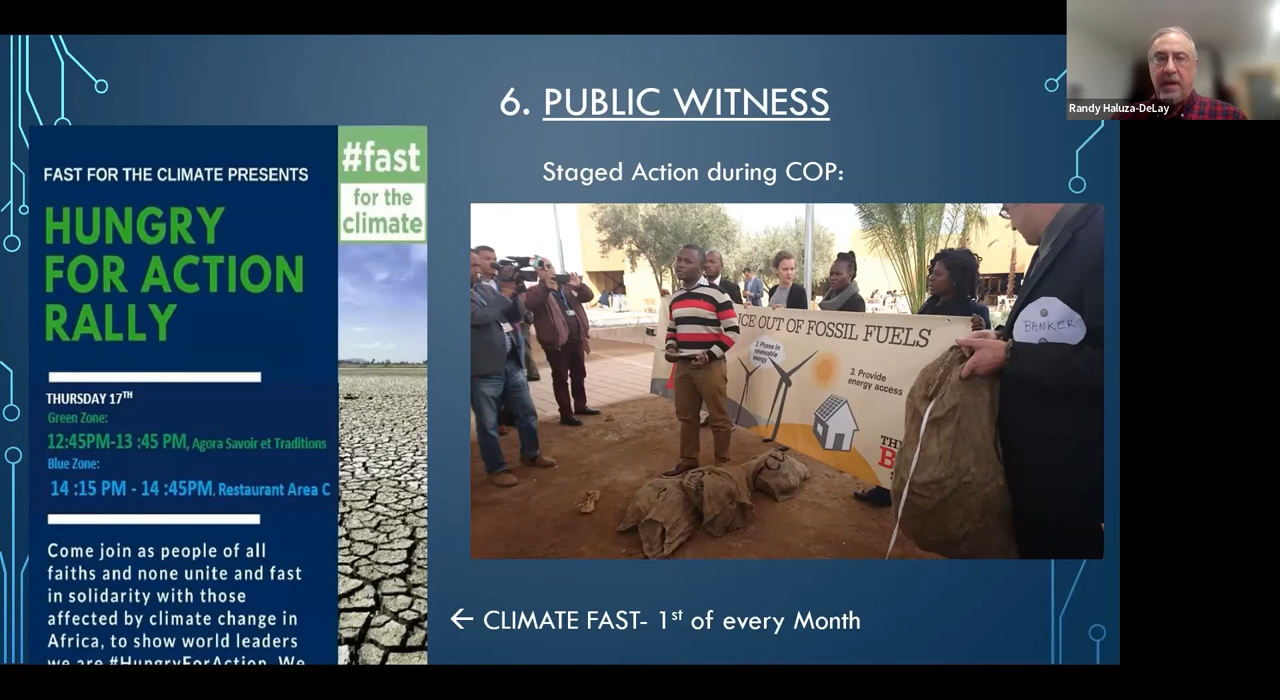 6. PUBLIC WITNESS
Randy Haluza-DeLay
Staged Action during COP:
FAST FOR THE CLIMATE PRESENTS
HUNGRY
FOR ACTION
RALLY
#fast
for the
climate
THURSDAY 17TH
Green Zone:
12:45PM-13 :45 PM, Agora Savoir et Traditions
Blue Zone:
14 :15 PM - 14 :45PM, Restaurant Area C
Come join as people of all
faiths and none unite and fast
in solidarity with those
affected by climate change in
Africa, to show world leaders
we are #HungryForAction. We
OUT OF FOSSIL FUELS
2. Phase in
renewable
energy
3. Provide
energy access
BANKER
← CLIMATE FAST- 1st of every Month